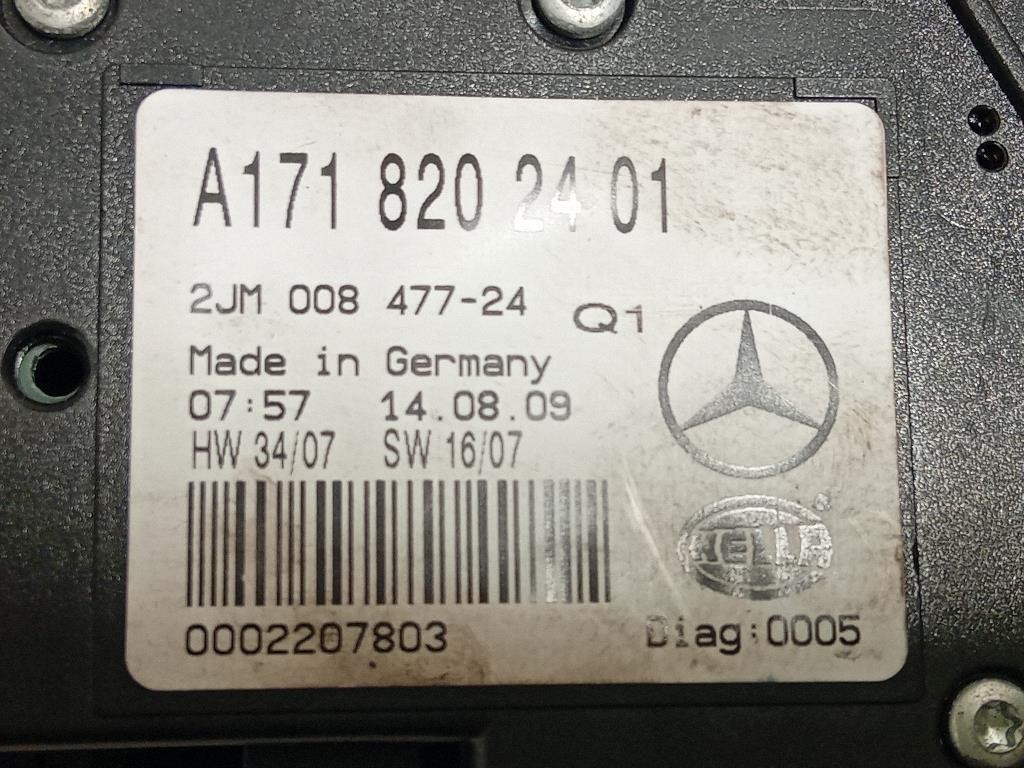 A171 820 24 01
2JM 008 477-24 Q1
Made in Germany
07:57 14.08.09
HW 34/07 SW 16/07
HELLA
0002207803 Diag:0005